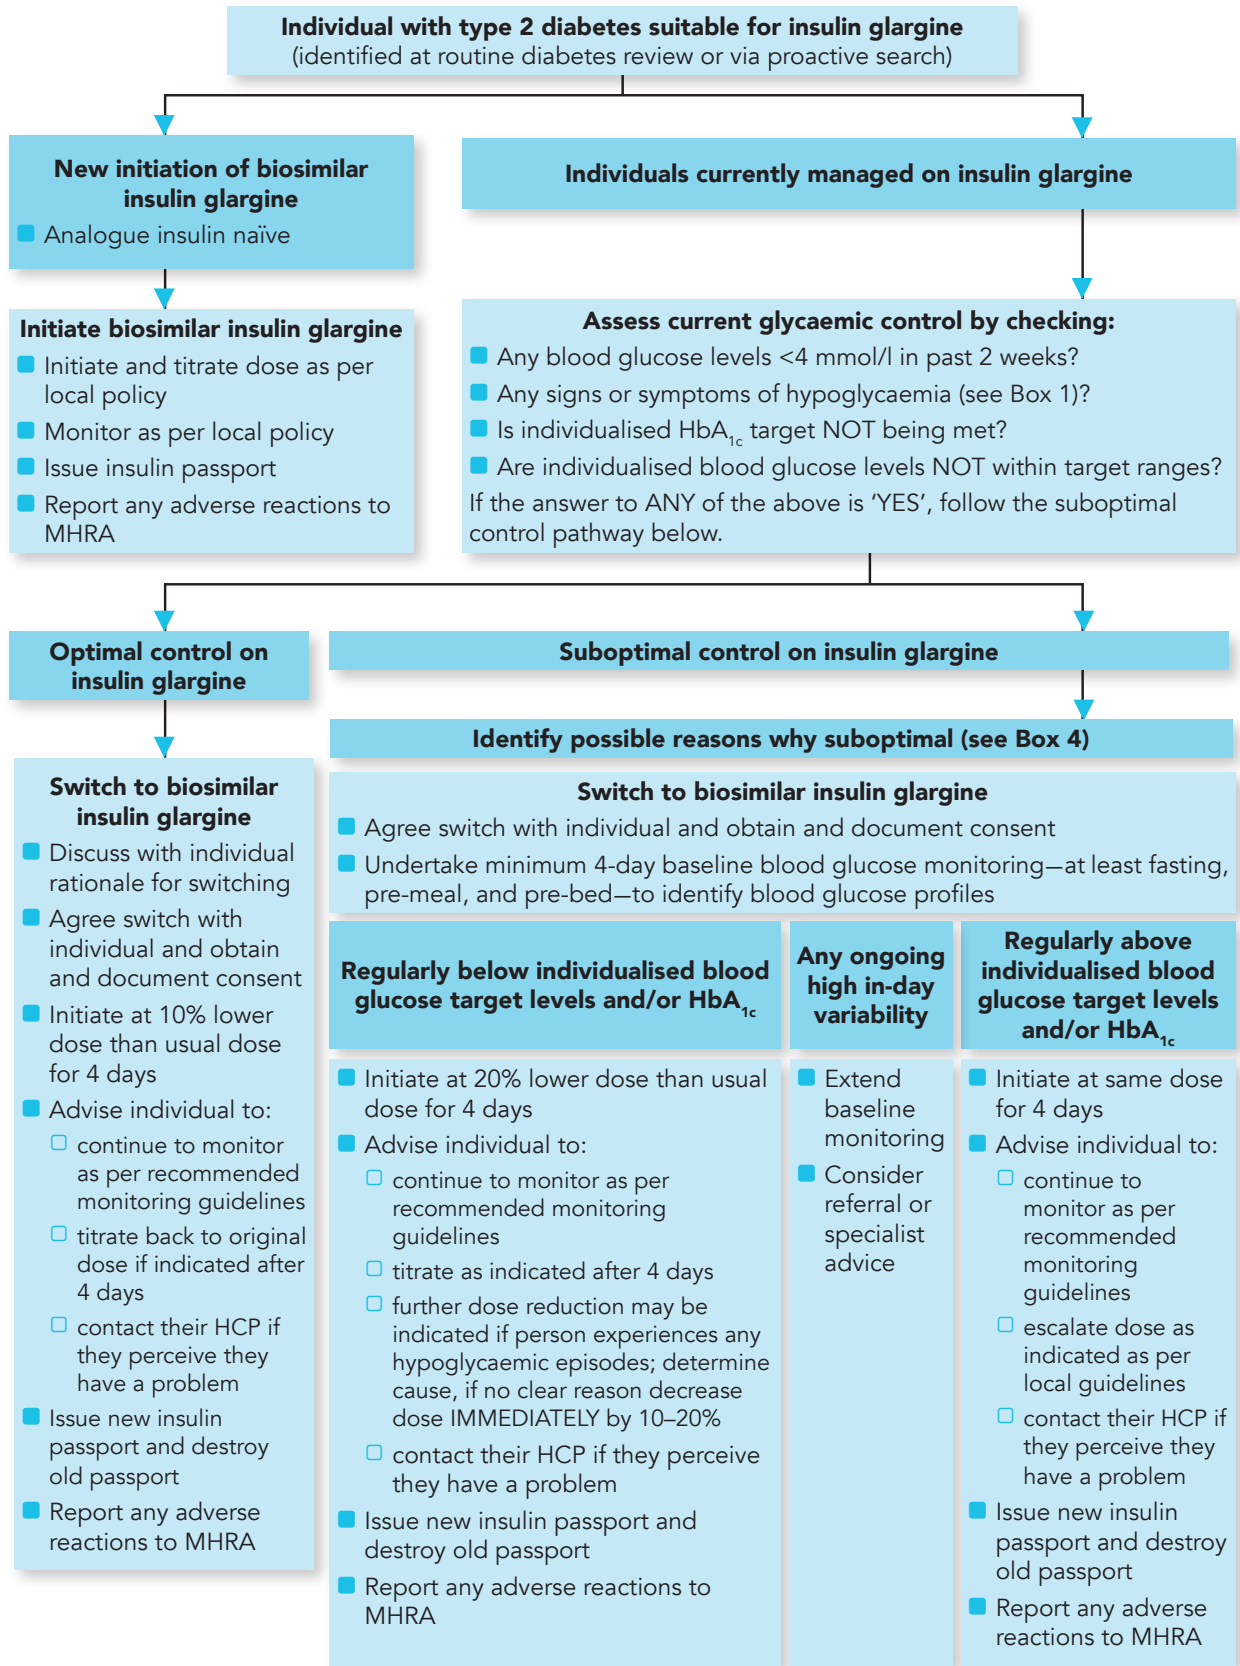 Individual with type 2 diabetes suitable for insulin glargine
(identified at routine diabetes review or via proactive search)
New initiation of biosimilar
insulin glargine
Analogue insulin naïve
Individuals currently managed on insulin glargine
Initiate biosimilar insulin glargine
Initiate and titrate dose as per
local policy
Monitor as per local policy
Issue insulin passport
Report any adverse reactions to
MHRA
Assess current glycaemic control by checking:
Any blood glucose levels <4 mmol/l in past 2 weeks?
Any signs or symptoms of hypoglycaemia (see Box 1)?
Is individualised HbA1c target NOT being met?
Are individualised blood glucose levels NOT within target ranges?
If the answer to ANY of the above is ‘YES’, follow the suboptimal
control pathway below.
Optimal control on
insulin glargine
Suboptimal control on insulin glargine
Identify possible reasons why suboptimal (see Box 4)
Switch to biosimilar
insulin glargine
Discuss with individual
rationale for switching
Agree switch with
individual and obtain
and document consent
Initiate at 10% lower
dose than usual dose
for 4 days
Advise individual to:
continue to monitor
as per recommended
monitoring guidelines
titrate back to original
dose if indicated after
4 days
contact their HCP if
they perceive they
have a problem
Issue new insulin
passport and destroy
old passport
Report any adverse
reactions to MHRA
Switch to biosimilar insulin glargine
Agree switch with individual and obtain and document consent
Undertake minimum 4-day baseline blood glucose monitoring—at least fasting,
pre-meal, and pre-bed—to identify blood glucose profiles
Regularly below individualised blood
glucose target levels and/or HbA1c
Initiate at 20% lower dose than usual
dose for 4 days
Advise individual to:
continue to monitor as per
recommended monitoring
guidelines
titrate as indicated after 4 days
further dose reduction may be
indicated if person experiences any
hypoglycaemic episodes; determine
cause, if no clear reason decrease
dose IMMEDIATELY by 10–20%
contact their HCP if they perceive
they have a problem
Issue new insulin passport and
destroy old passport
Report any adverse reactions to
MHRA
Any ongoing
high in-day
variability
Extend
baseline
monitoring
Consider
referral or
specialist
advice
Regularly above
individualised blood
glucose target levels
and/or HbA1c
Initiate at same dose
for 4 days
Advise individual to:
continue to
monitor as per
recommended
monitoring
guidelines
escalate dose as
indicated as per
local guidelines
contact their HCP if
they perceive they
have a problem
Issue new insulin
passport and destroy
old passport
Report any adverse
reactions to MHRA